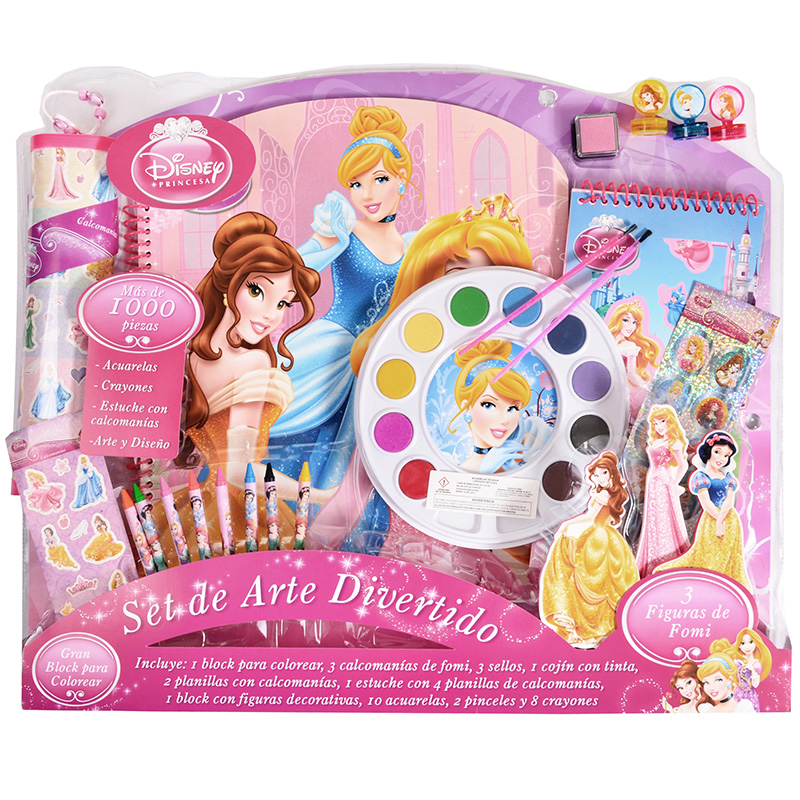 Disney
PRINCESA
Calcomanías
Más de
1000
piezas
- Acuarelas
- Crayones
- Estuche con
calcomanías
-Arte y Diseño
Disney
PRINCESA
Set de Arte Divertido
3
Figuras de
Fomi
Gran
Block para
Colorear
Incluye: 1 block para colorear, 3 calcomanías de fomi, 3 sellos, 1 cojín con tinta,
2 planillas con calcomanías, 1 estuche con 4 planillas de calcomanías,
1 block con figuras decorativas, 10 acuarelas, 2 pinceles y 8 crayones